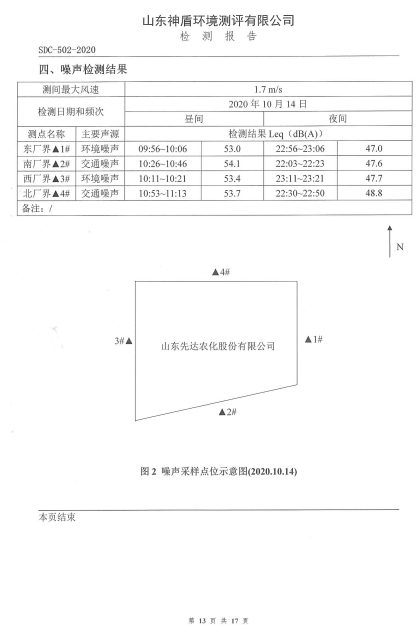 山东神盾环境测评有限公司
检 测 报 告
SDC-502-2020
四、噪声检测结果
测间最大风速 1.7 m/s
检测日期和频次 2020 年 10 月 14 日
昼间 夜间
测点名称 主要声源 检测结果 Leq（dB(A)）
东厂界▲1# 环境噪声 09:56~10:06 53.0 22:56~23:06 47.0
南厂界▲2# 交通噪声 10:26~10:46 54.1 22:03~22:23 47.6
西厂界▲3# 环境噪声 10:11~10:21 53.4 23:11~23:21 47.7
北厂界▲4# 交通噪声 10:53~11:13 53.7 22:30~22:50 48.8
备注：/
N
▲4#
3#▲ 山东先达农化股份有限公司 ▲1#
▲2#
图 2 噪声采样点位示意图(2020.10.14)
本页结束
第 13 页 共 17 页